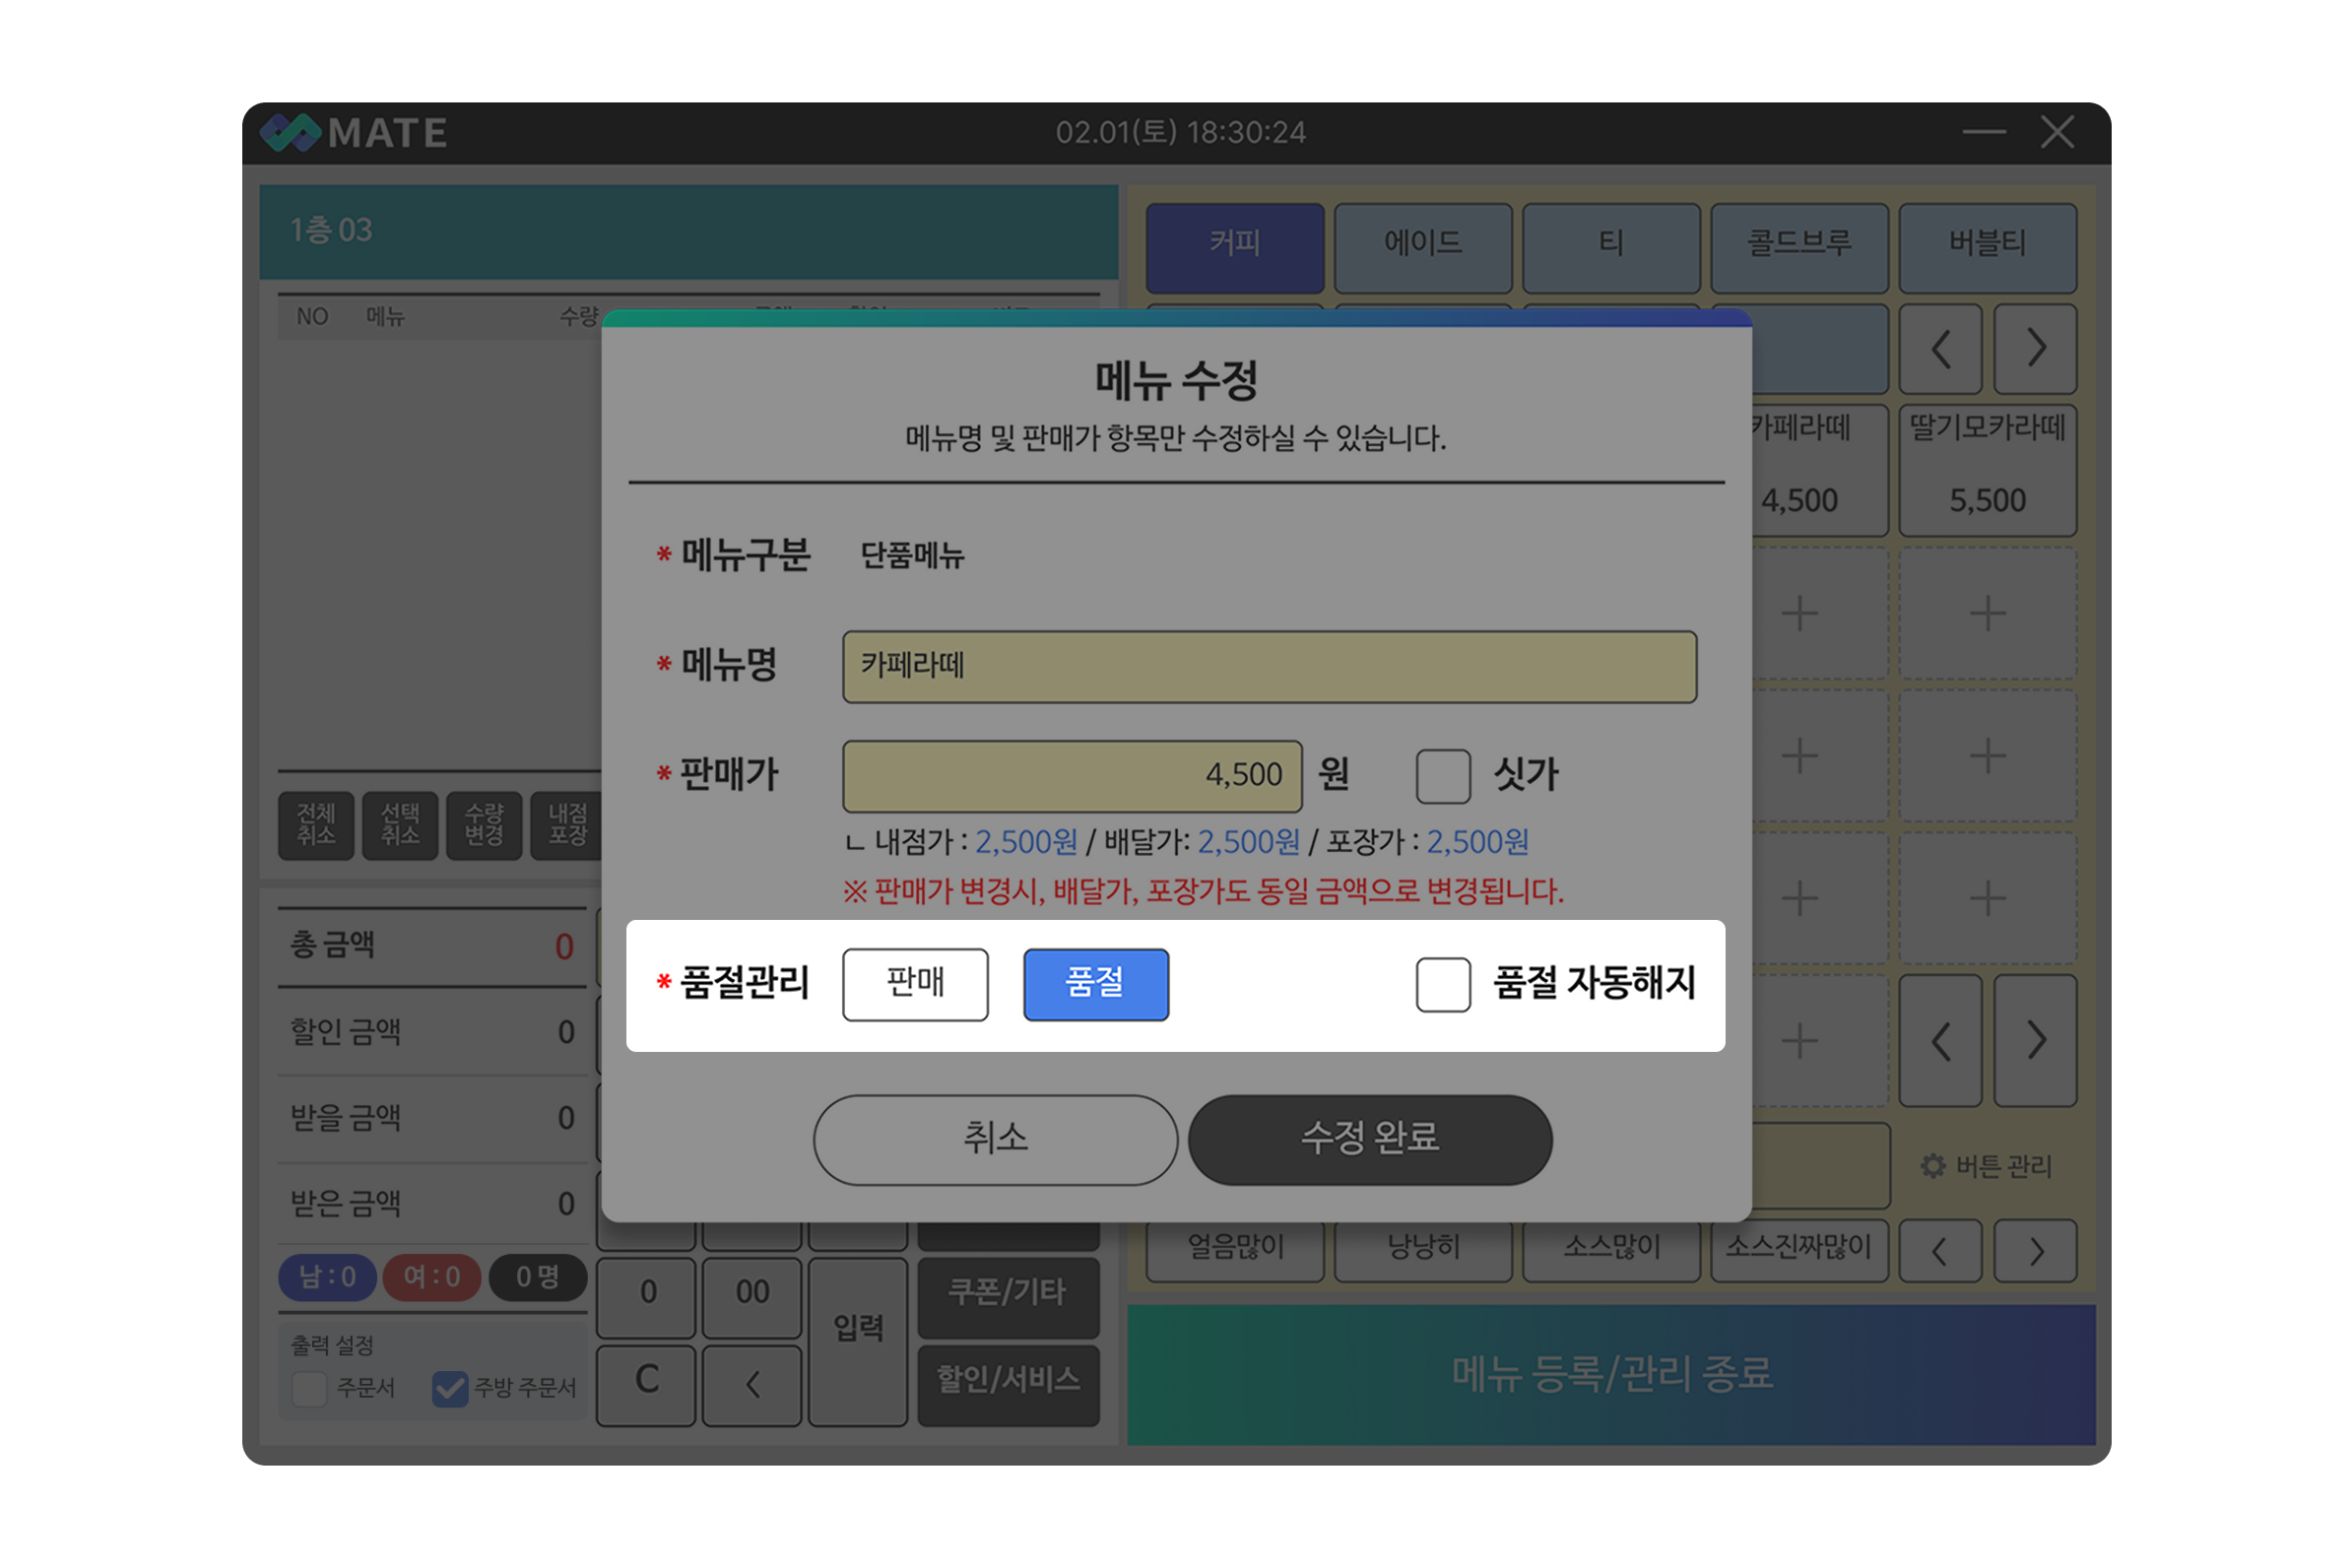 MATE
02.01(토) 18:30:24
1층 03
NO 메뉴 수량
커피 에이드 티 콜드브루 버블티
메뉴 수정
메뉴명 및 판매가 항목만 수정하실 수 있습니다.
카페라떼 딸기모카라떼
4,500 5,500
* 메뉴구분 단품메뉴
* 메뉴명 카페라떼
* 판매가 4,500 원 싯가
ㄴ 내점가 : 2,500원 / 배달가: 2,500원 / 포장가 : 2,500원
※ 판매가 변경시, 배달가, 포장가도 동일 금액으로 변경됩니다.
* 품절관리 판매 품절 품절 자동해지
취소 수정 완료
전체 취소
선택 취소
수량 변경
내점 포장
총 금액 0
할인 금액 0
받을 금액 0
받은 금액 0
남 : 0 여 : 0 0 명
출력 설정
주문서 주방 주문서
0 00 입력 쿠폰/기타
C < 할인/서비스
버튼 관리
얼음많이 낭낭히 소스많이 소스진짜많이
메뉴 등록/관리 종료